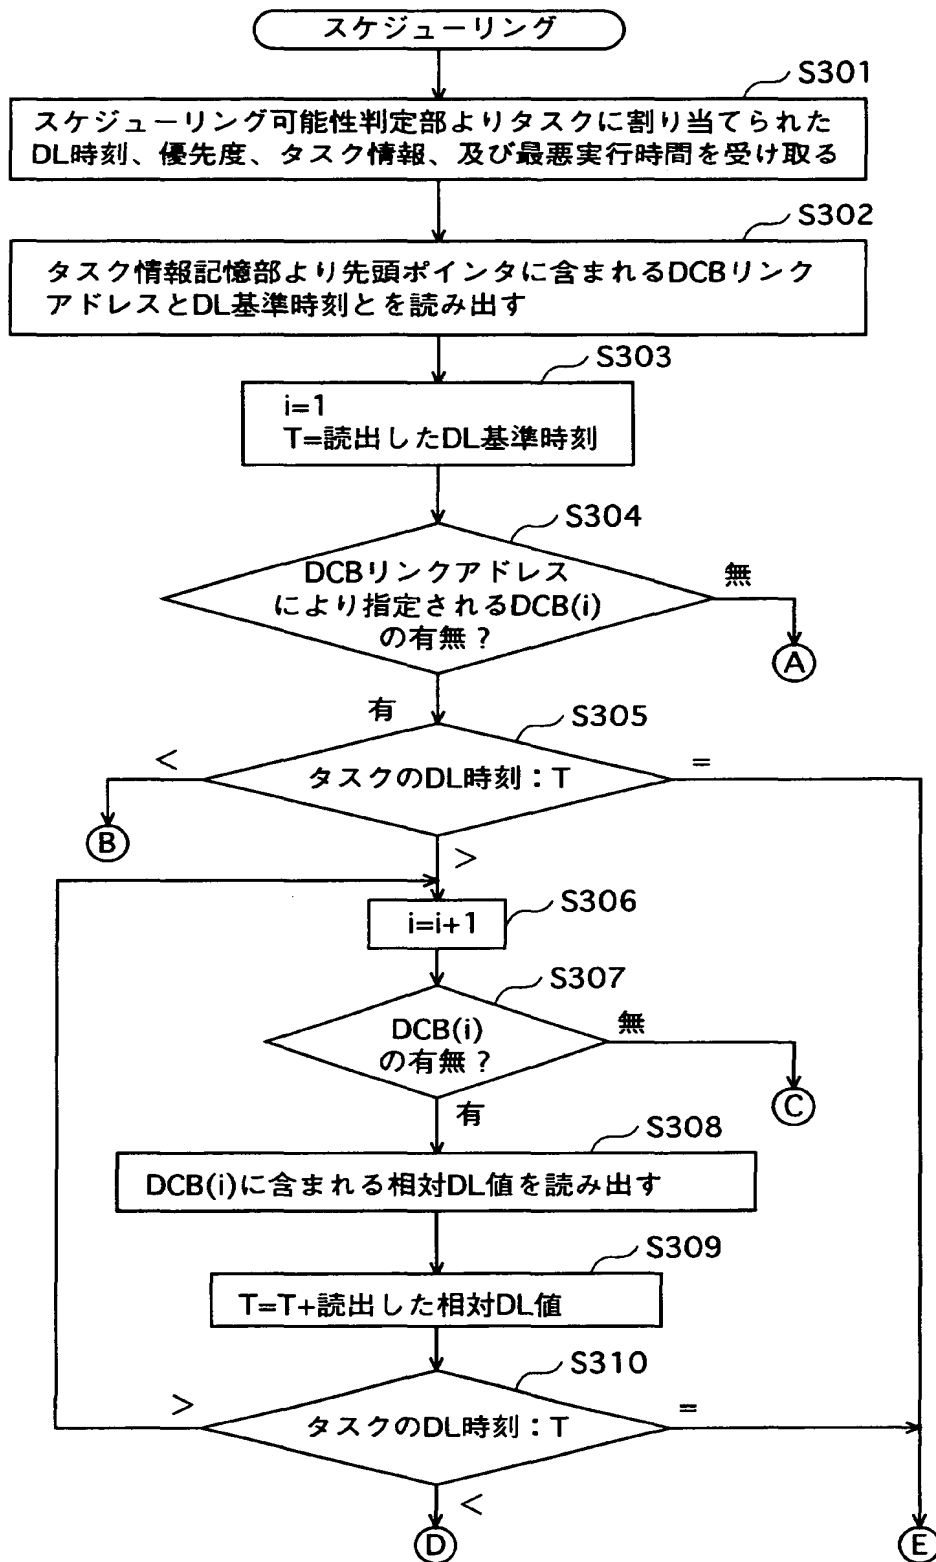 スケジューリング
S301
スケジューリング可能性判定部よりタスクに割り当てられた
DL時刻、優先度、タスク情報、及び最悪実行時間を受け取る
S302
タスク情報記憶部より先頭ポインタに含まれるDCBリンク
アドレスとDL基準時刻とを読み出す
S303
i=1
T=読出したDL基準時刻
S304
DCBリンクアドレス
により指定されるDCB(i)
の有無?
無
A
有
S305
<
タスクのDL時刻:T
=
B
>
S306
i=i+1
S307
DCB(i)
の有無?
無
C
有
S308
DCB(i)に含まれる相対DL値を読み出す
S309
T=T+読出した相対DL値
S310
>
タスクのDL時刻:T
=
<
D
E